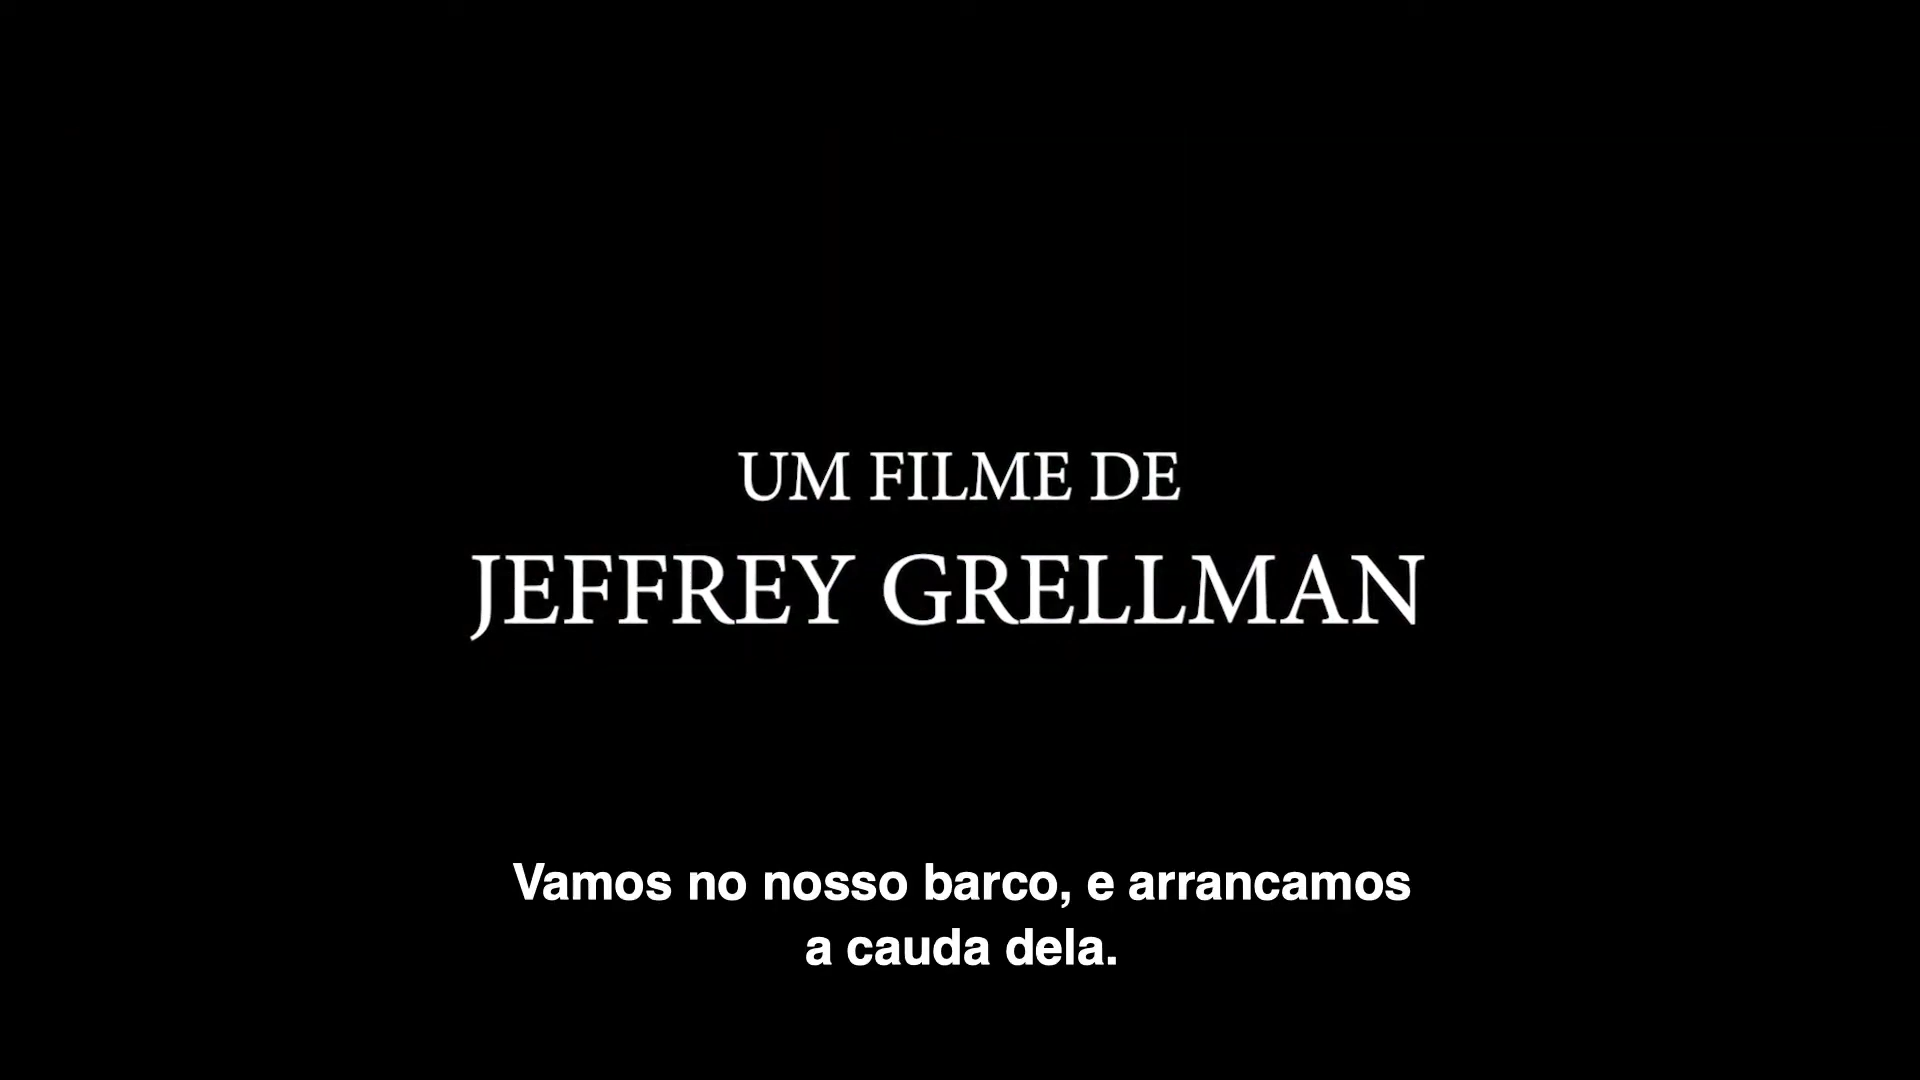 UM FILME DE
JEFFREY GRELLMAN
Vamos no nosso barco, e arrancamos
a cauda dela.